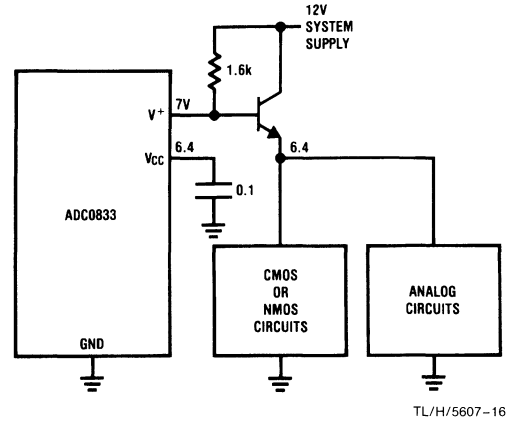 12V
SYSTEM
SUPPLY
1.6k
V+
7V
VCC
6.4
6.4
0.1
ADC0833
GND
CMOS
OR
NMOS
CIRCUITS
ANALOG
CIRCUITS
TL/H/5607-16